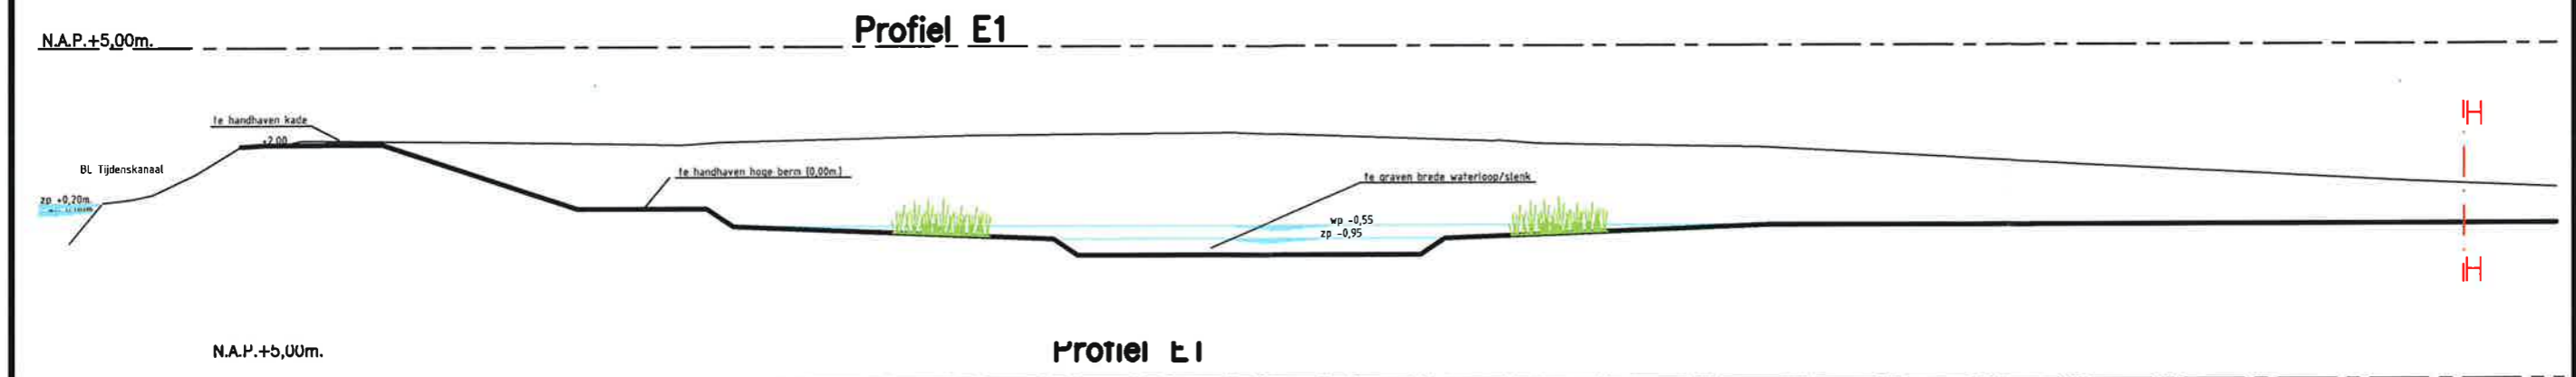 Profiel E1
N.A.P.+5,00m.
te handhaven kade
+2.00
BL Tijdenskanaal
te handhaven hoge berm (0,00m.)
te graven brede waterloop/slenk
zp +0,20m.
wp -0,55
zp -0,95
H
H
N.A.P.+5,00m.
Profiel E1